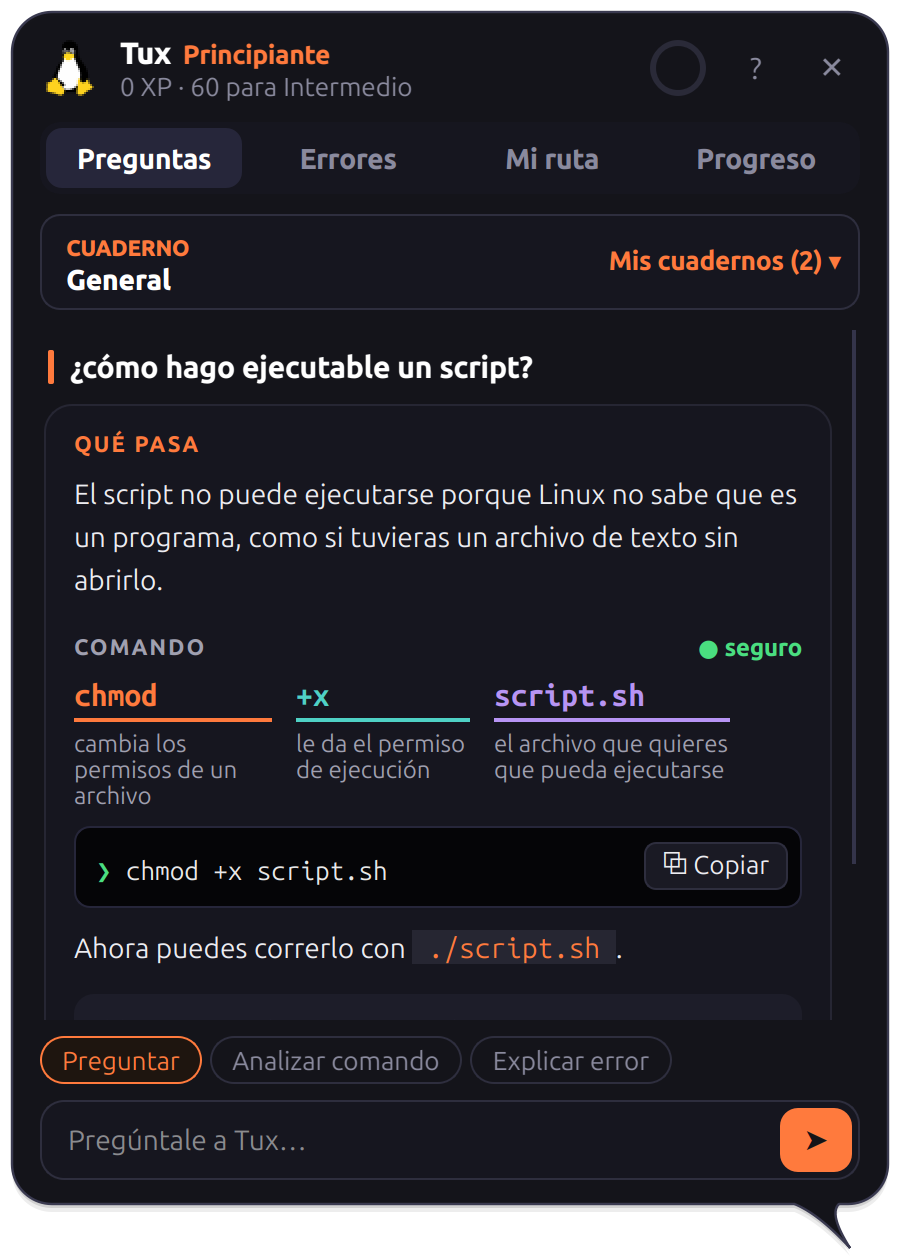 Tux Principiante
0 XP · 60 para Intermedio
?
✕
Preguntas Errores Mi ruta Progreso
CUADERNO
General
Mis cuadernos (2) ▾
¿cómo hago ejecutable un script?
QUÉ PASA
El script no puede ejecutarse porque Linux no sabe que es
un programa, como si tuvieras un archivo de texto sin
abrirlo.
COMANDO
● seguro
chmod +x script.sh
cambia los
permisos de un
archivo
le da el permiso
de ejecución
el archivo que quieres
que pueda ejecutarse
❯ chmod +x script.sh
Copiar
Ahora puedes correrlo con ./script.sh .
Preguntar Analizar comando Explicar error
Pregúntale a Tux...
➤